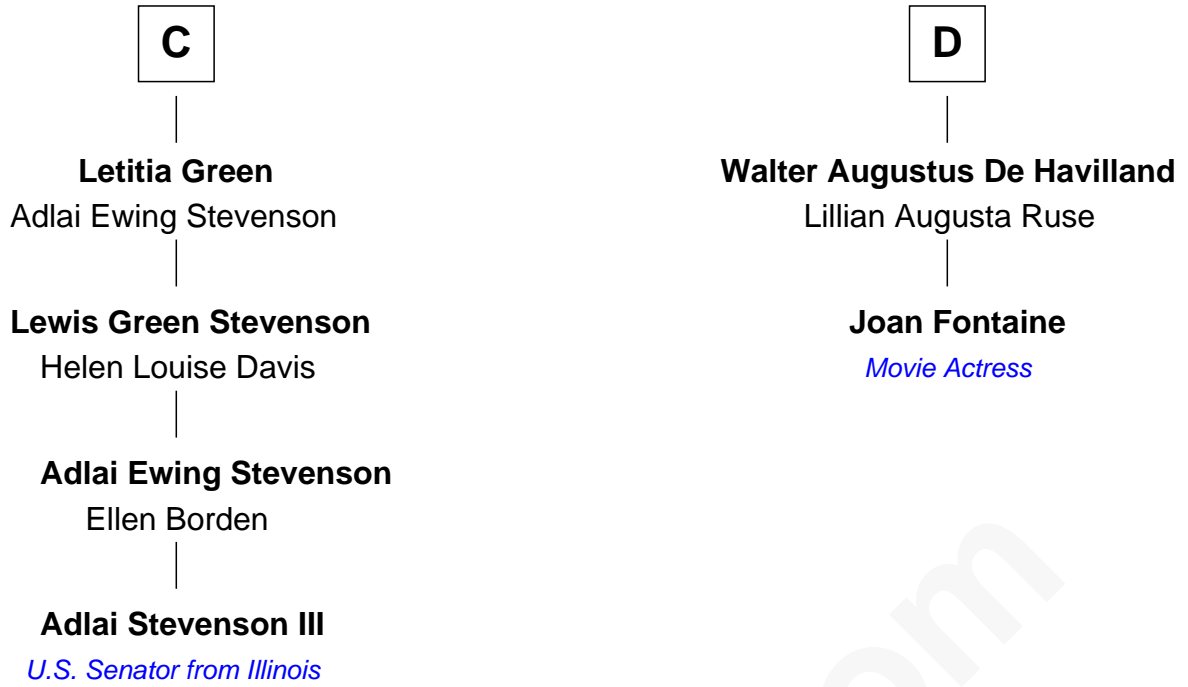 C
Letitia Green
Adlai Ewing Stevenson
Lewis Green Stevenson
Helen Louise Davis
Adlai Ewing Stevenson
Ellen Borden
Adlai Stevenson III
U.S. Senator from Illinois
D
Walter Augustus De Havilland
Lillian Augusta Ruse
Joan Fontaine
Movie Actress
om